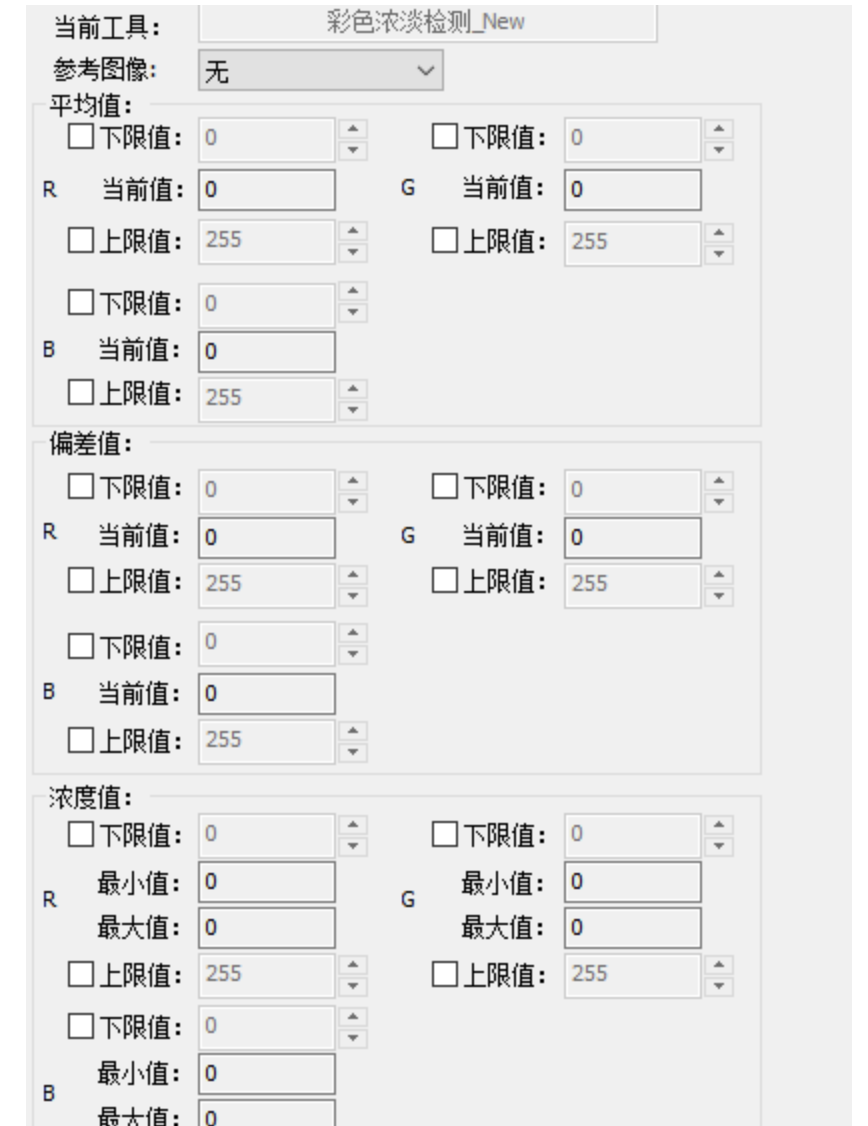 当前工具： 彩色浓淡检测_New
参考图像: 无
平均值：
下限值： 0 下限值： 0
R 当前值： 0 G 当前值： 0
上限值： 255 上限值： 255
下限值： 0
B 当前值： 0
上限值： 255
偏差值：
下限值： 0 下限值： 0
R 当前值： 0 G 当前值： 0
上限值： 255 上限值： 255
下限值： 0
B 当前值： 0
上限值： 255
浓度值：
下限值： 0 下限值： 0
最小值： 0 最小值： 0
R G
最大值： 0 最大值： 0
上限值： 255 上限值： 255
下限值： 0
最小值： 0
B
最大值： 0